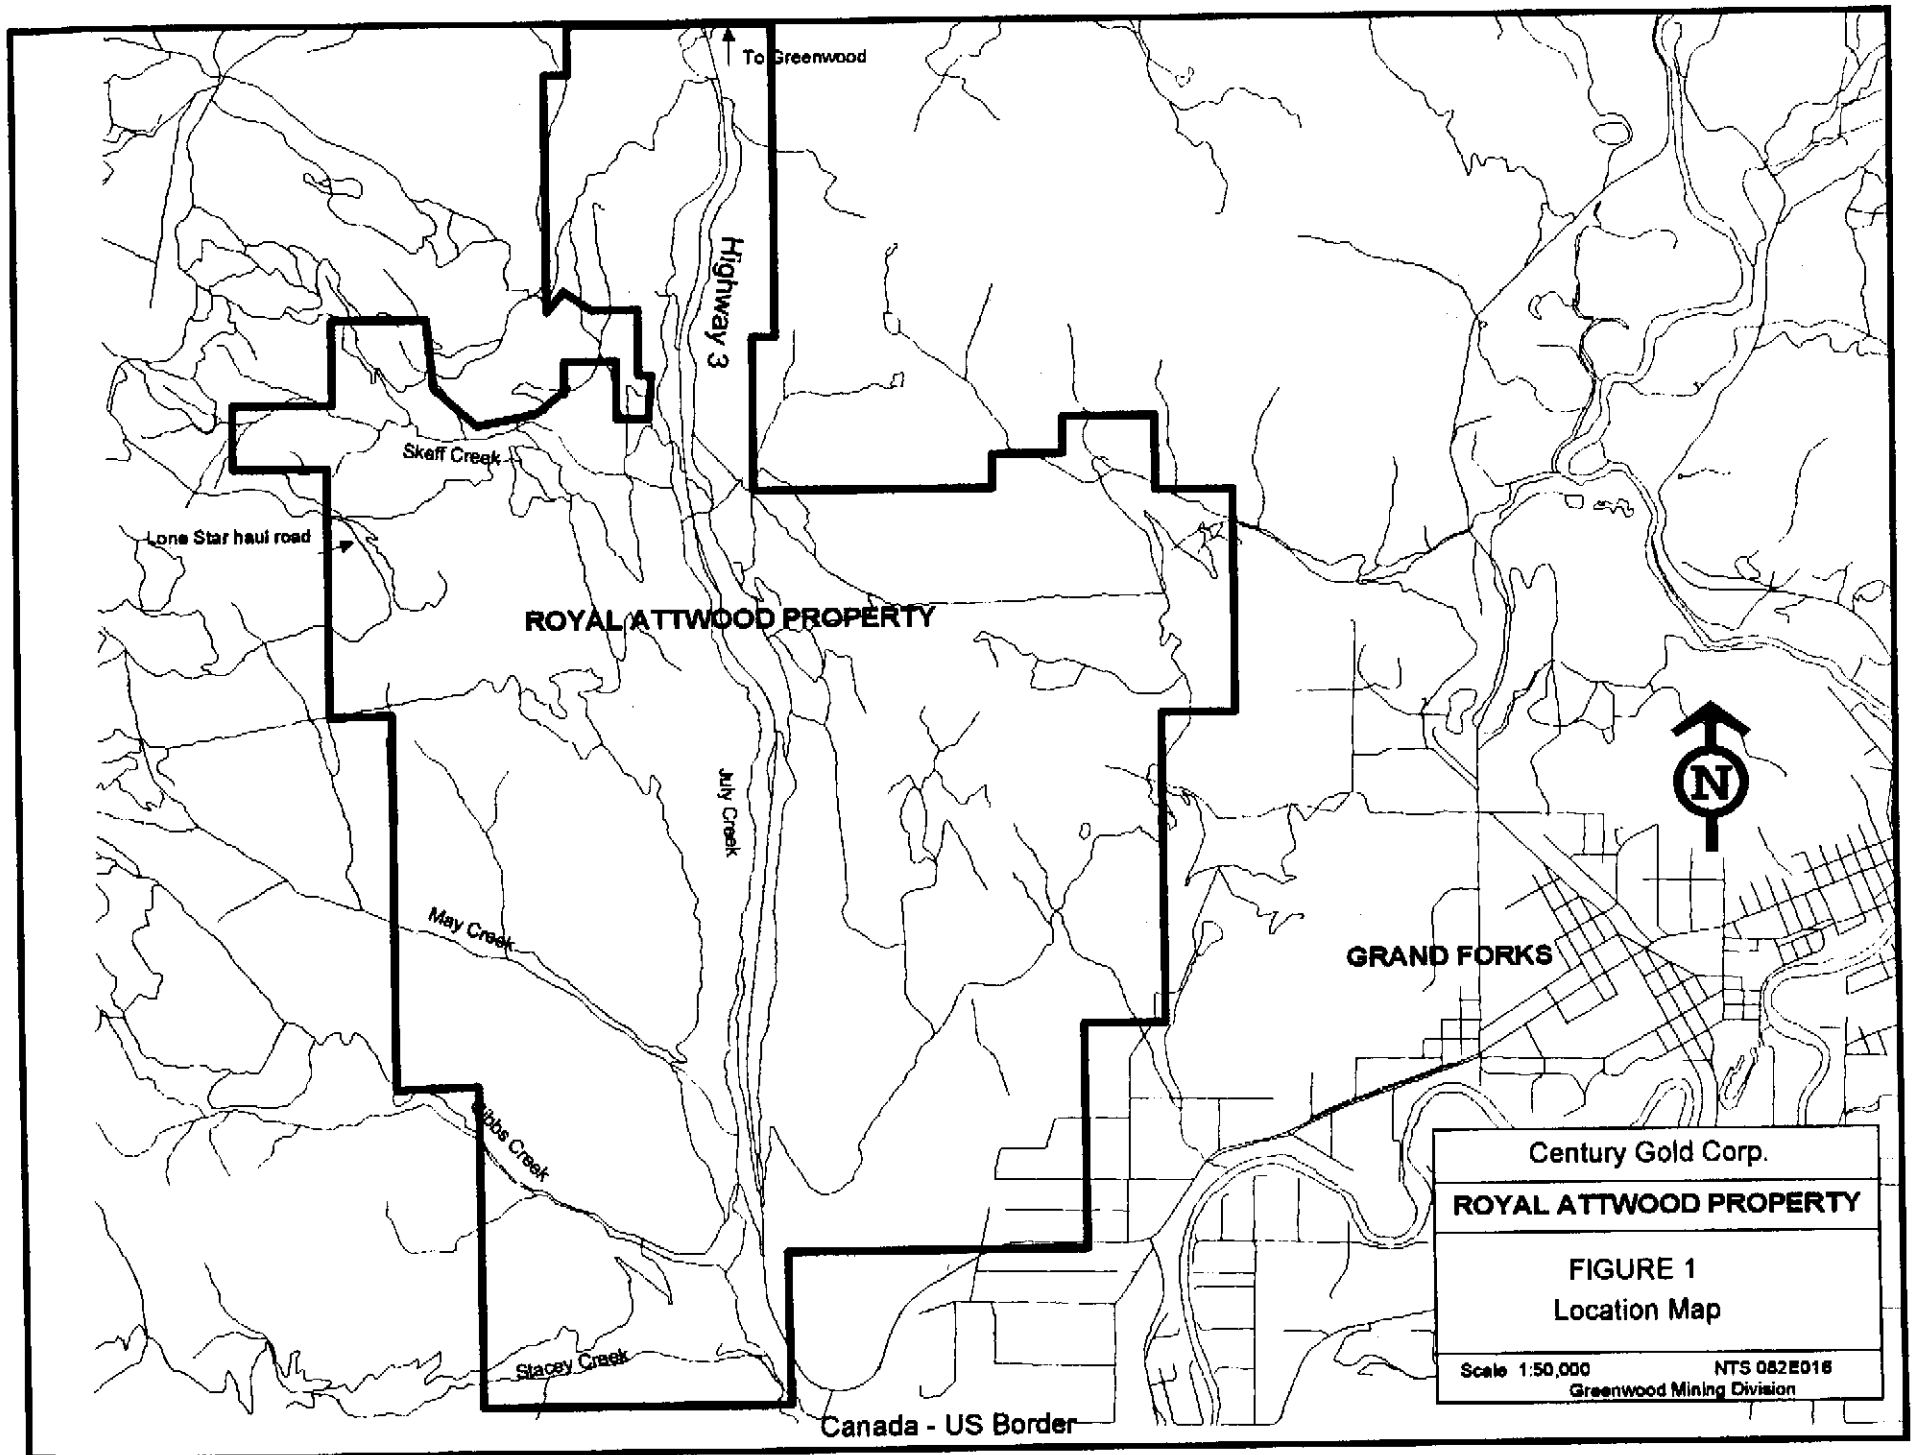 To Greenwood
Highway 3
Skeff Creek
Lone Star haul road
ROYAL ATTWOOD PROPERTY
July Creek
N
May Creek
GRAND FORKS
Gibbs Creek
Stacey Creek
Canada - US Border
Century Gold Corp.
ROYAL ATTWOOD PROPERTY
FIGURE 1
Location Map
Scale 1:50,000 NTS 082E016
Greenwood Mining Division